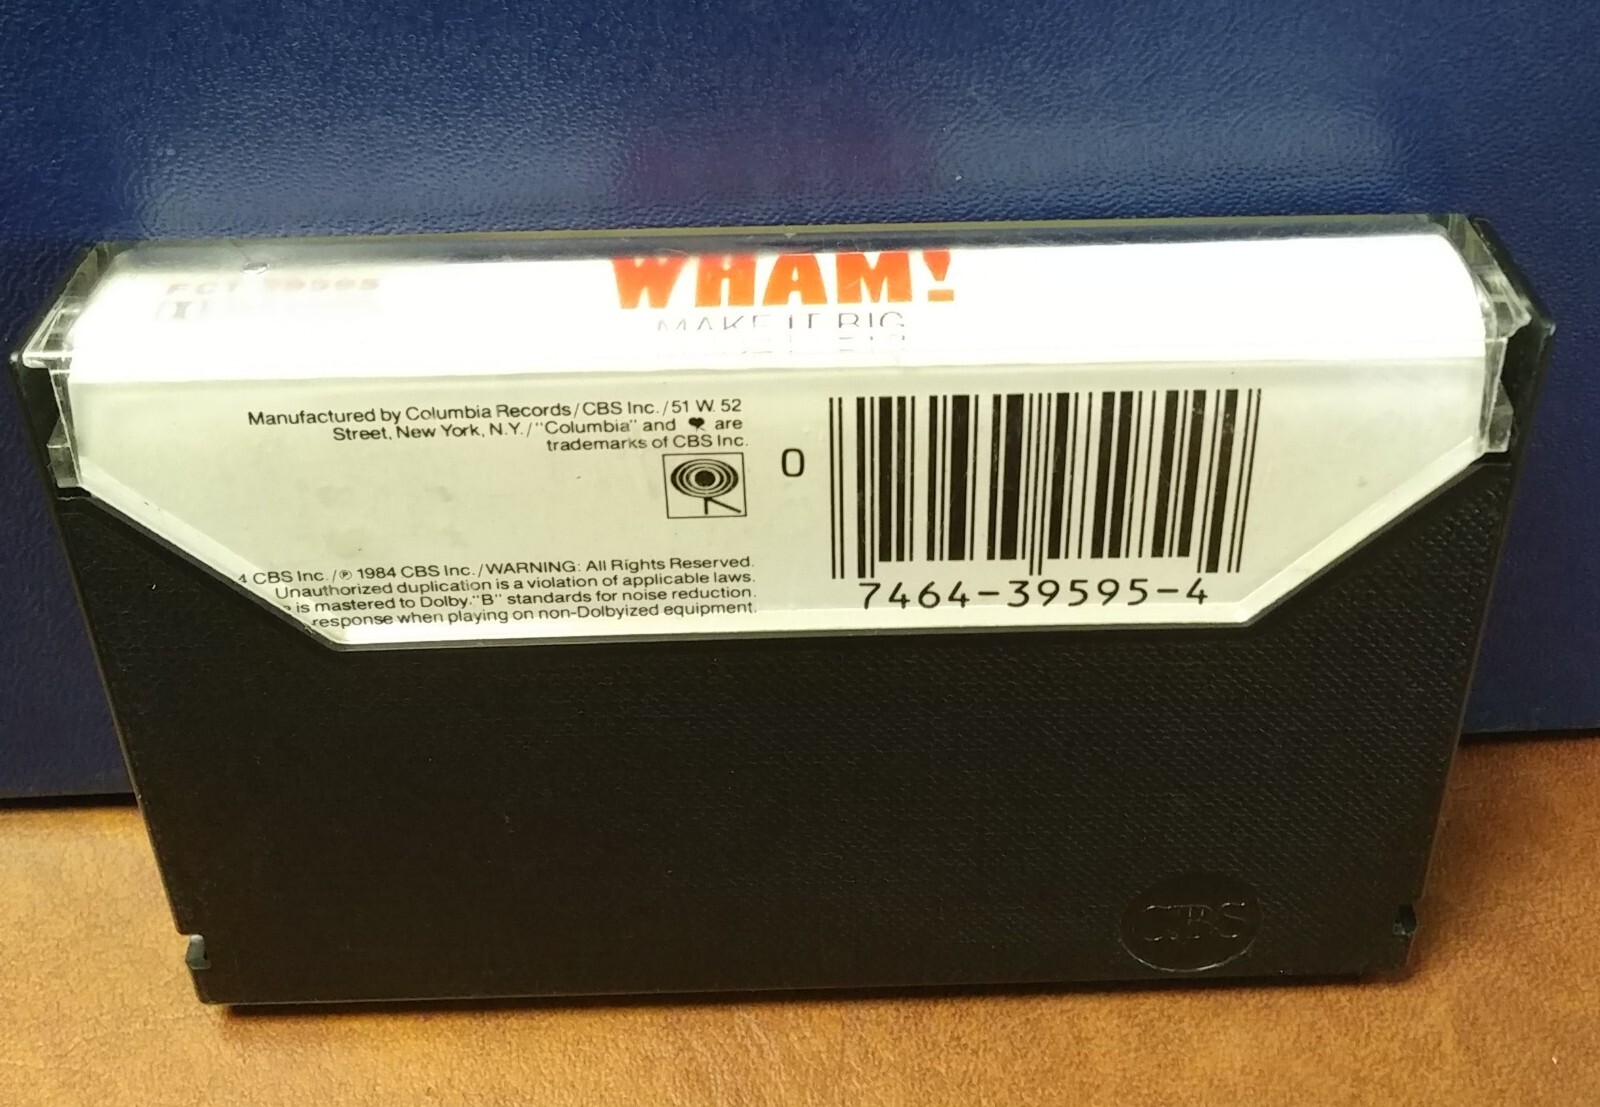 FCT 39595
WHAM!
MAKE IT BIG
Manufactured by Columbia Records/CBS Inc./51 W. 52
Street, New York, N.Y./"Columbia" and are
trademarks of CBS Inc.
0
7464-39595-4
4 CBS Inc./℗ 1984 CBS Inc./WARNING: All Rights Reserved.
Unauthorized duplication is a violation of applicable laws.
is mastered to Dolby."B" standards for noise reduction.
response when playing on non-Dolbyized equipment.
CBS